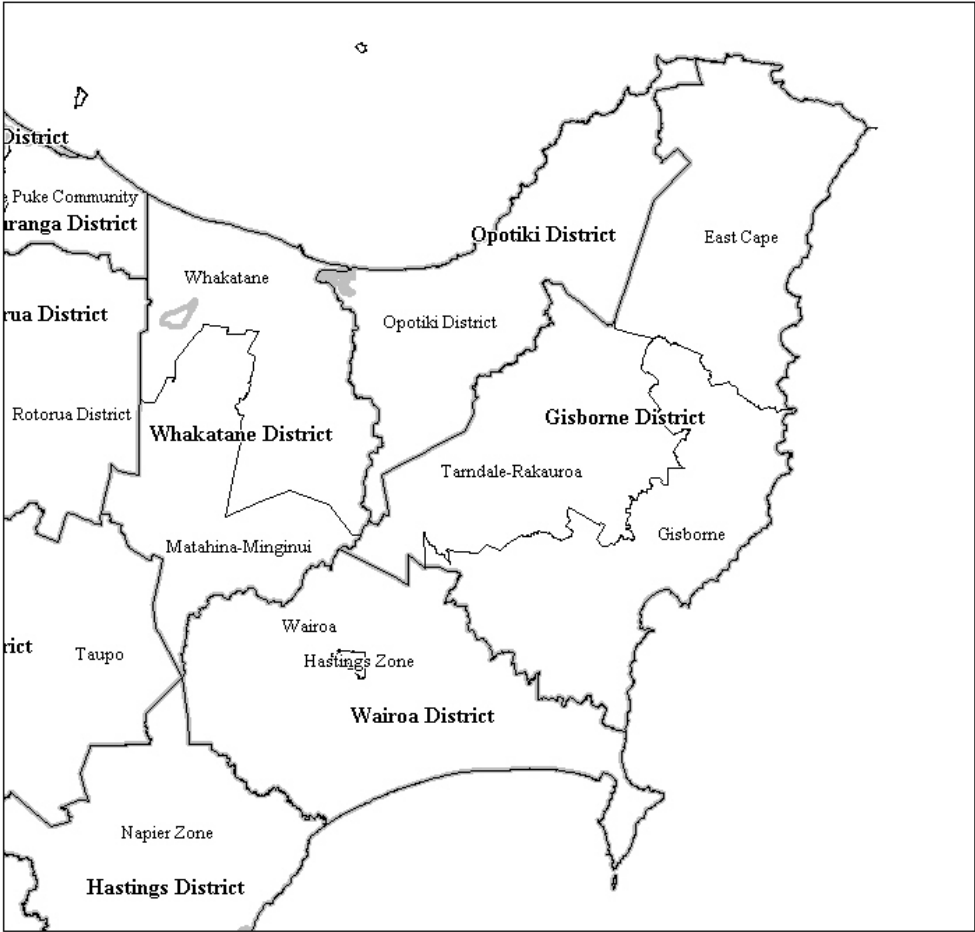 District
Puke Community
uranga District
Opotiki District
East Cape
Whakatane
rua District
Opotiki District
Rotorua District
Gisborne District
Whakatane District
Tarndale-Rakauroa
Gisborne
Matahina-Minginui
Wairoa
rict
Taupo
Hastings Zone
Wairoa District
Napier Zone
Hastings District